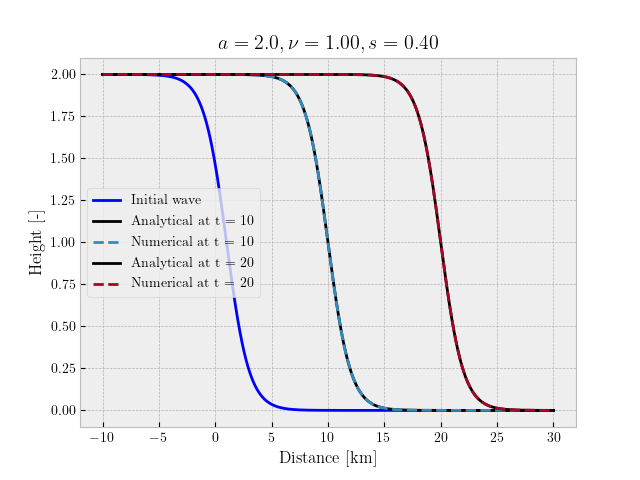 a = 2.0, ν = 1.00, s = 0.40
2.00
1.75
1.50
1.25
1.00
0.75
0.50
0.25
0.00
Height [-]
Initial wave
Analytical at t = 10
Numerical at t = 10
Analytical at t = 20
Numerical at t = 20
−10 −5 0 5 10 15 20 25 30
Distance [km]